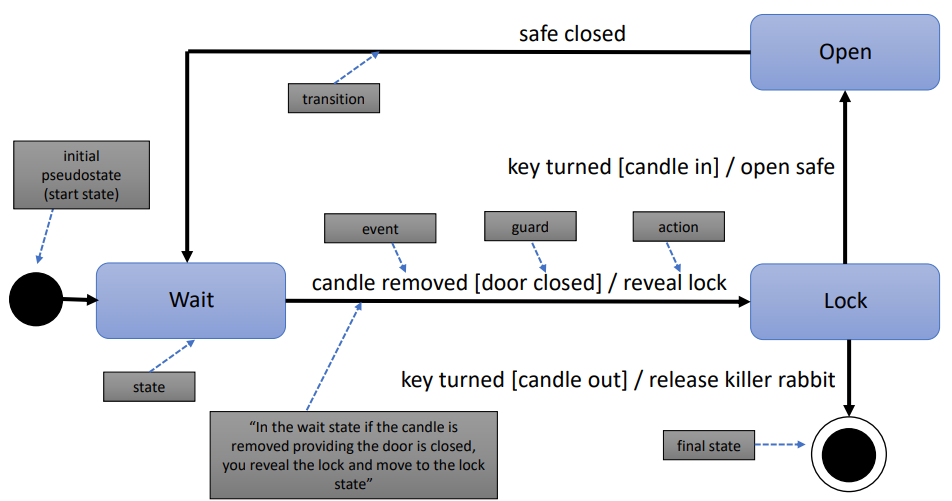 safe closed
Open
transition
initial
pseudostate
(start state)
key turned [candle in] / open safe
event
guard
action
candle removed [door closed] / reveal lock
Wait
Lock
state
key turned [candle out] / release killer rabbit
“In the wait state if the candle is
removed providing the door is closed,
you reveal the lock and move to the lock
state”
final state